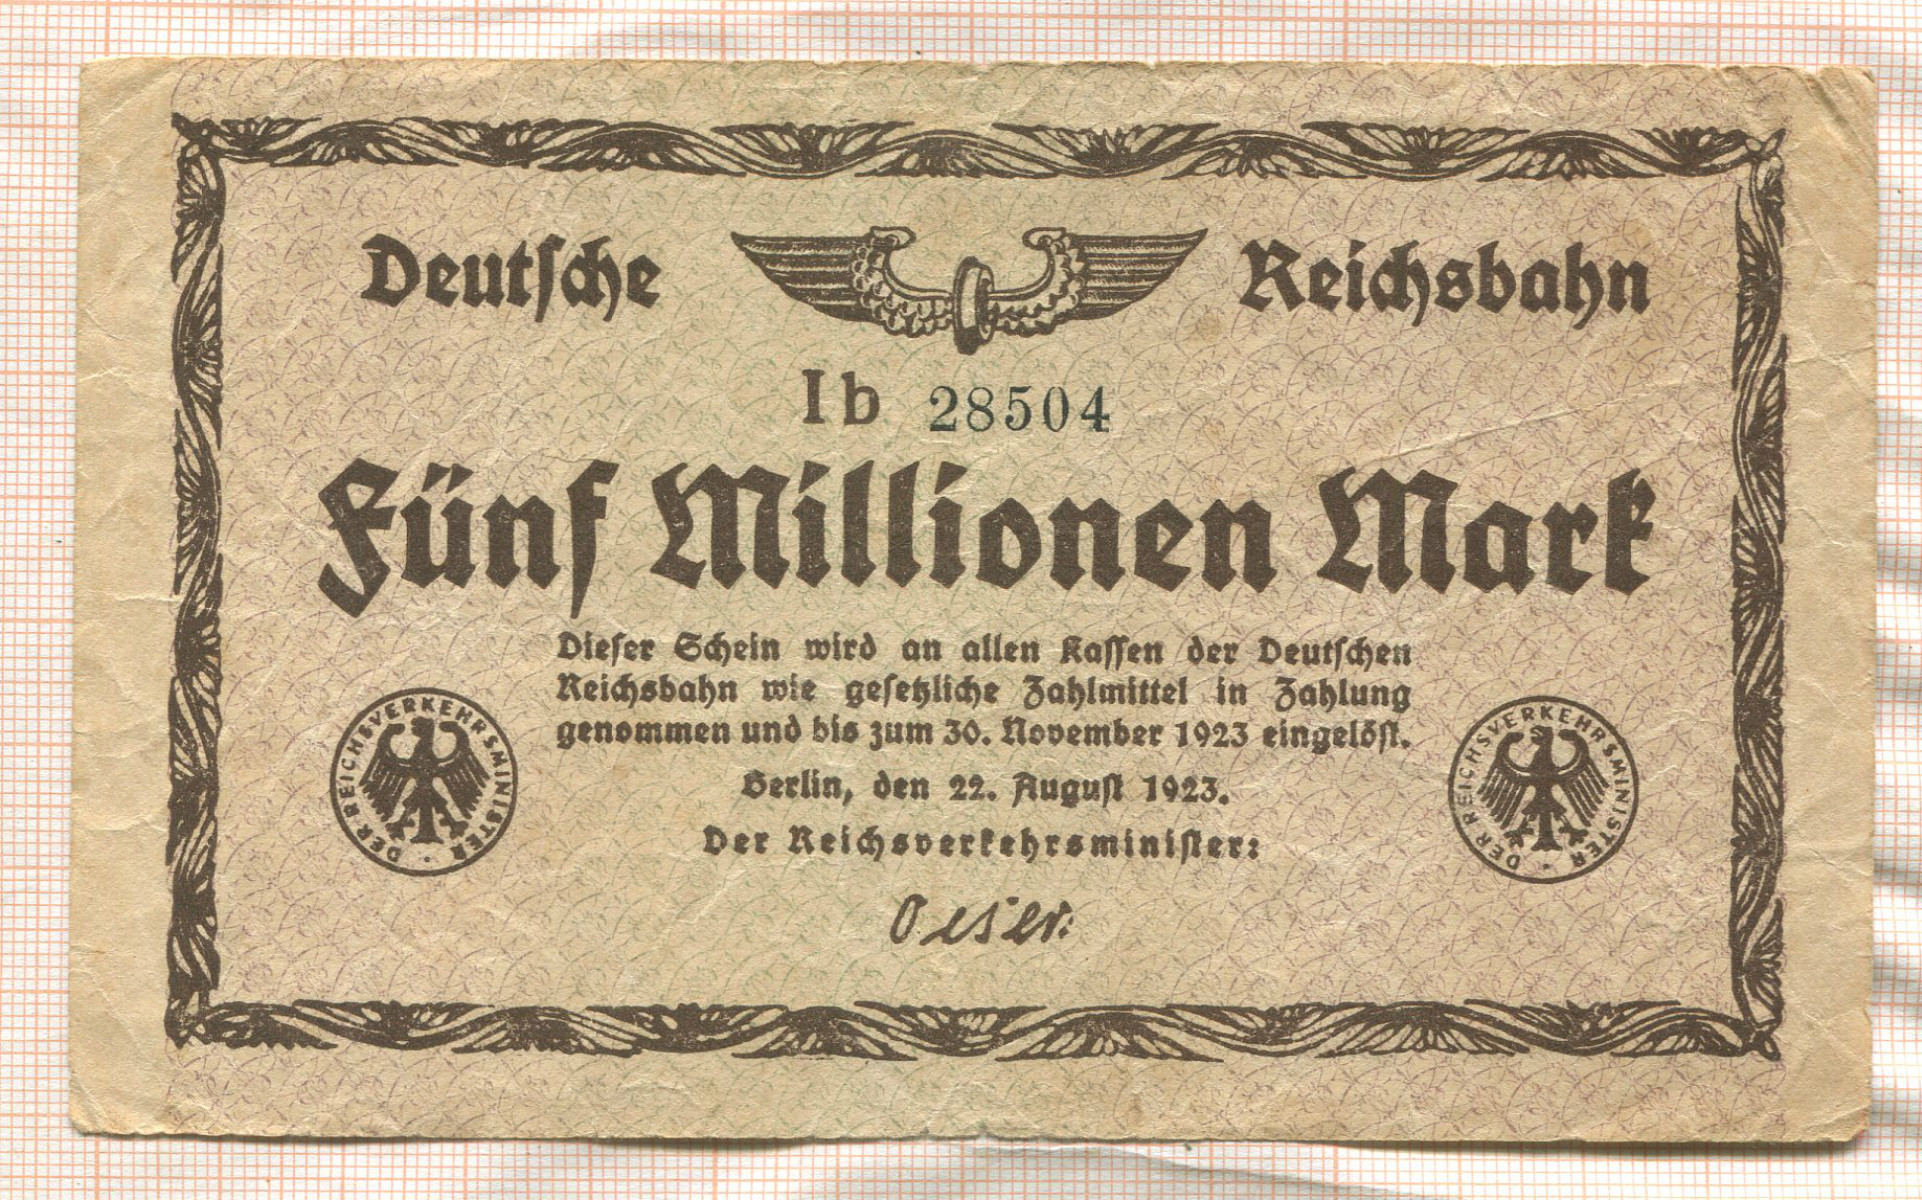 Deutsche Reichsbahn
Ib 28504
Fünf Millionen Mark
Dieser Schein wird an allen Kassen der Deutschen
Reichsbahn wie gesetzliche Zahlmittel in Zahlung
genommen und bis zum 30. November 1923 eingelöst.
Berlin, den 22. August 1923.
Der Reichsverkehrsminister:
Oeser.
DER REICHSVERKEHRSMINISTER
DER REICHSVERKEHRSMINISTER